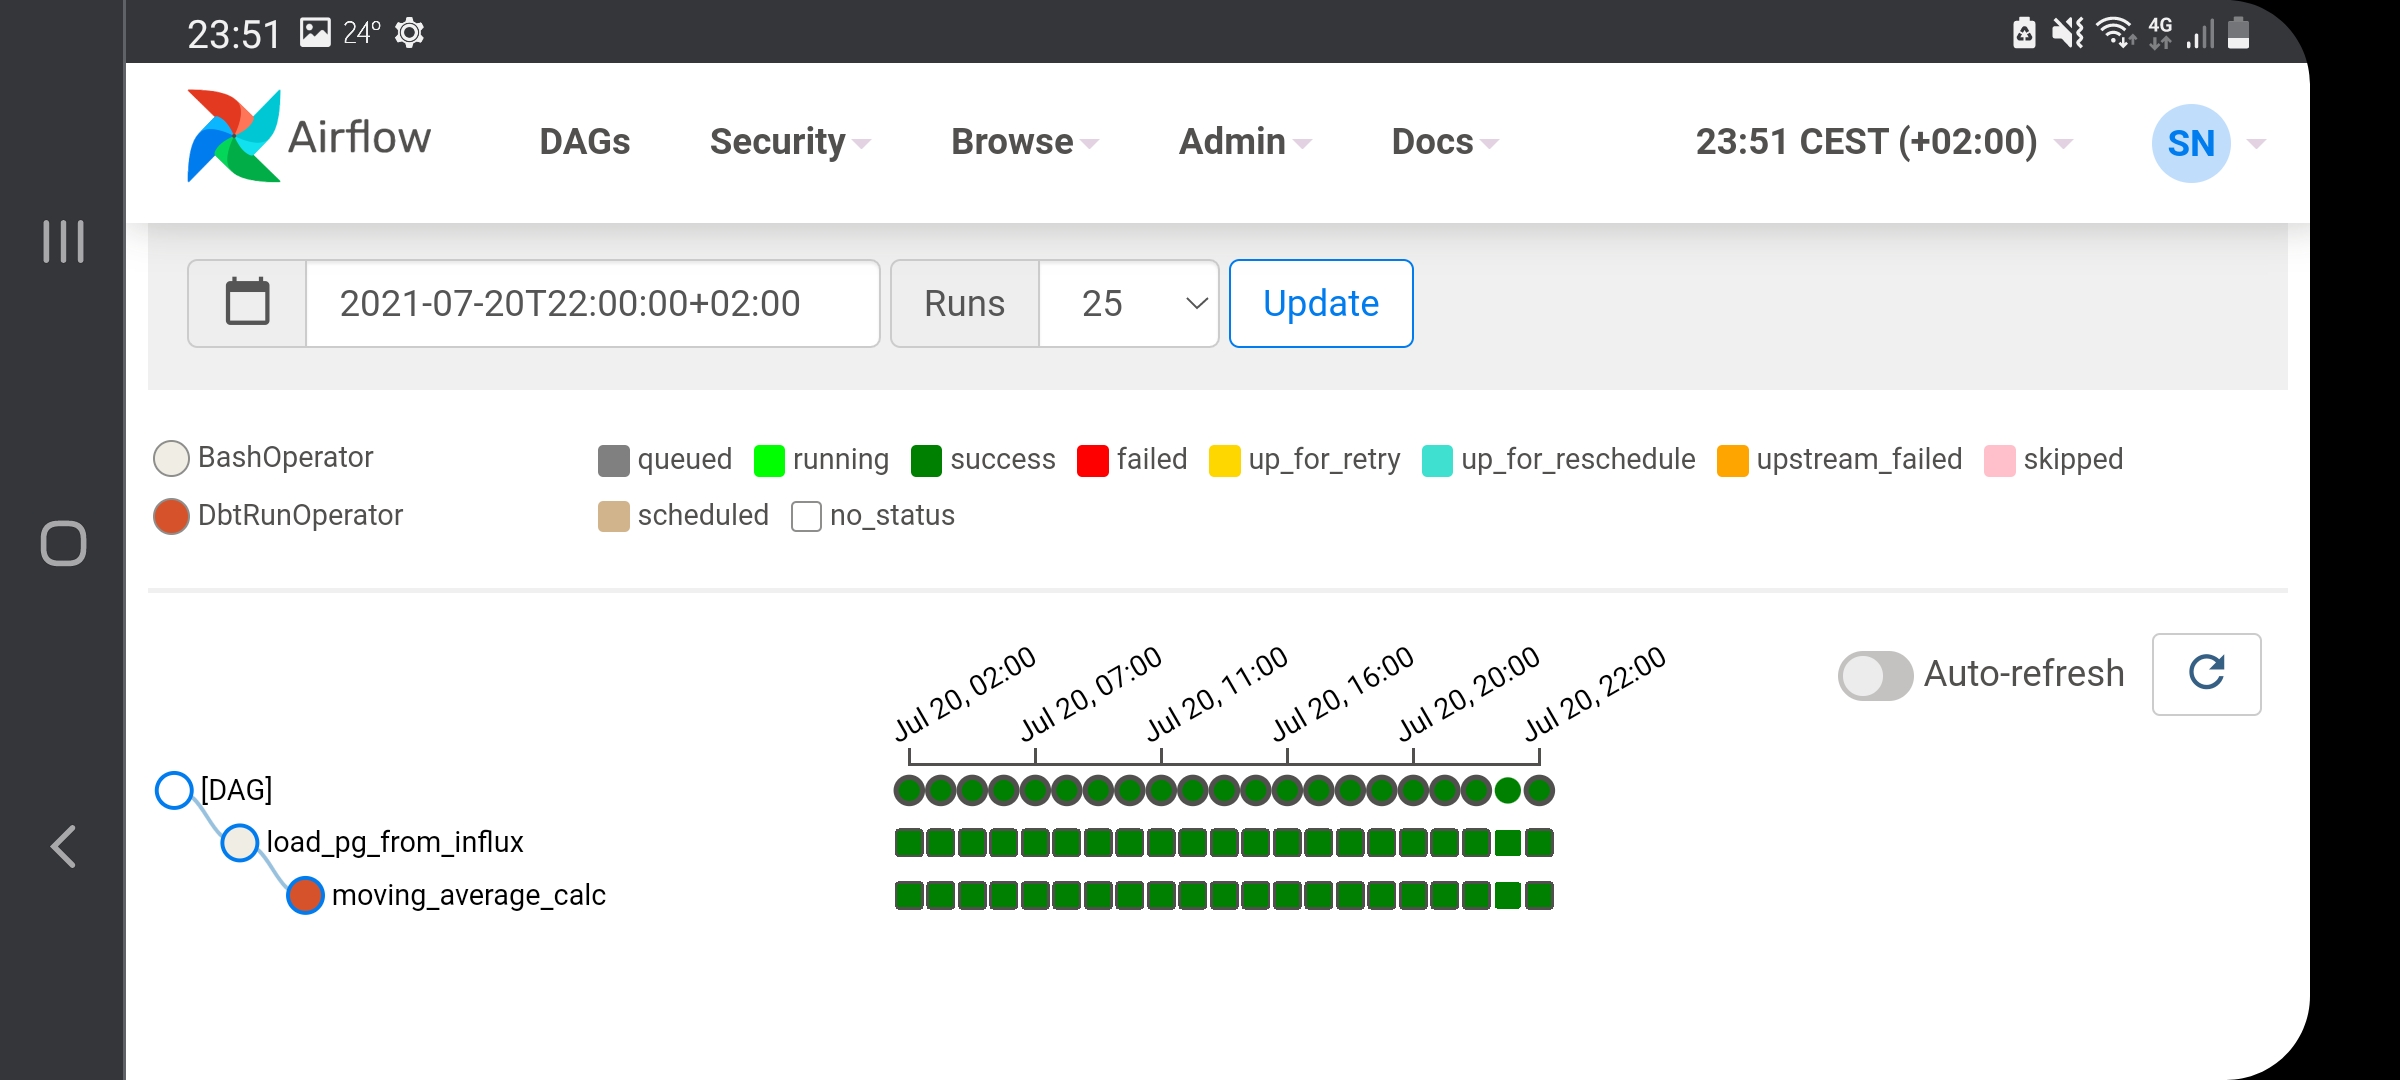 23:51 24° 4G
Airflow DAGs Security Browse Admin Docs 23:51 CEST (+02:00) SN
2021-07-20T22:00:00+02:00 Runs 25 Update
BashOperator queued running success failed up_for_retry up_for_reschedule upstream_failed skipped
DbtRunOperator scheduled no_status
Jul 20, 02:00 Jul 20, 07:00 Jul 20, 11:00 Jul 20, 16:00 Jul 20, 20:00 Jul 20, 22:00 Auto-refresh
[DAG]
load_pg_from_influx
moving_average_calc